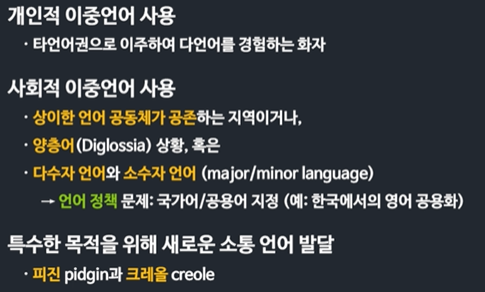 개인적 이중언어 사용
· 타언어권으로 이주하여 다언어를 경험하는 화자
사회적 이중언어 사용
· 상이한 언어 공동체가 공존하는 지역이거나,
· 양층어(Diglossia) 상황, 혹은
· 다수자 언어와 소수자 언어 (major/minor language)
→ 언어 정책 문제: 국가어/공용어 지정 (예: 한국에서의 영어 공용화)
특수한 목적을 위해 새로운 소통 언어 발달
· 피진 pidgin과 크레올 creole